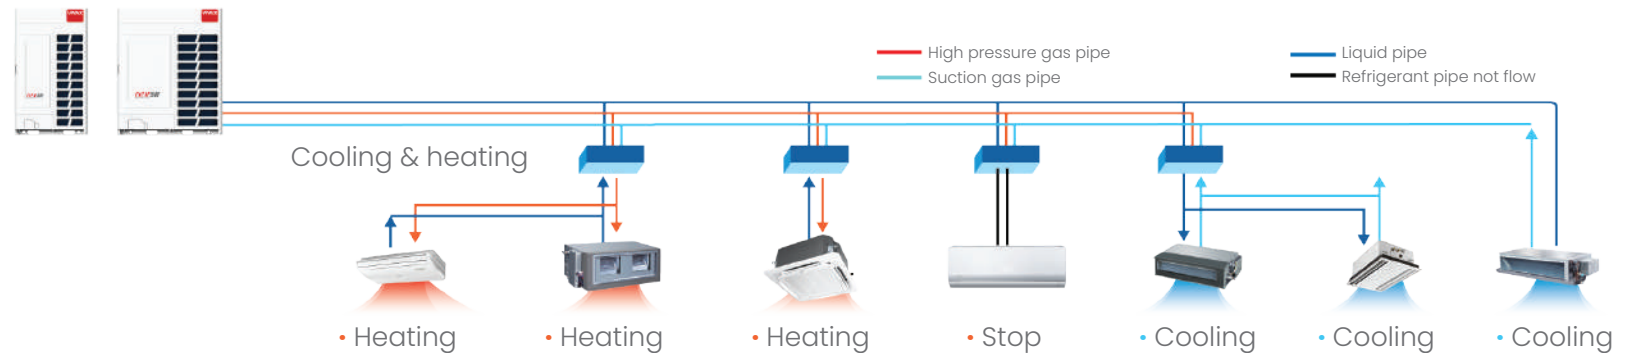 High pressure gas pipe
Suction gas pipe
Liquid pipe
Refrigerant pipe not flow
Cooling & heating
• Heating
• Heating
• Heating
• Stop
• Cooling
• Cooling
• Cooling